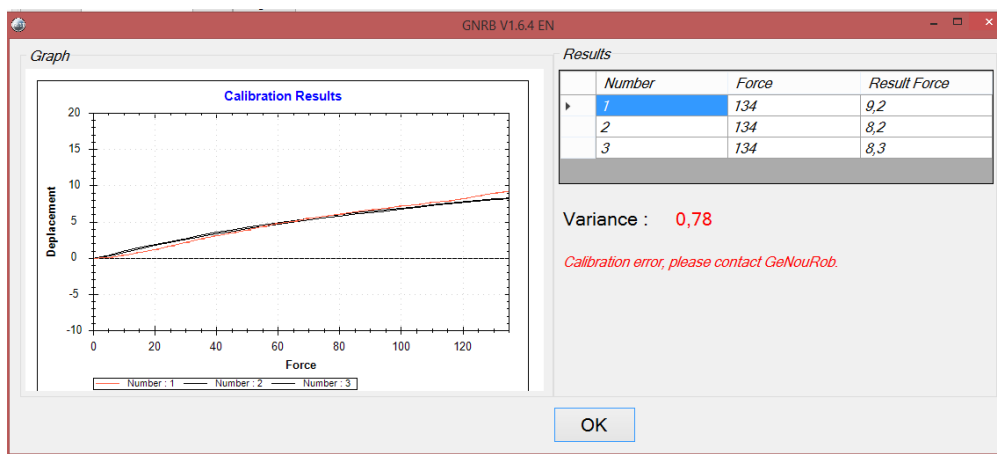 GNRB V1.6.4 EN
Graph
Calibration Results
20
15
10
5
0
-5
-10
Deplacement
0 20 40 60 80 100 120
Force
Number : 1 Number : 2 Number : 3
Results
Number Force Result Force
1 134 9,2
2 134 8,2
3 134 8,3
Variance : 0,78
Calibration error, please contact GeNouRob.
OK